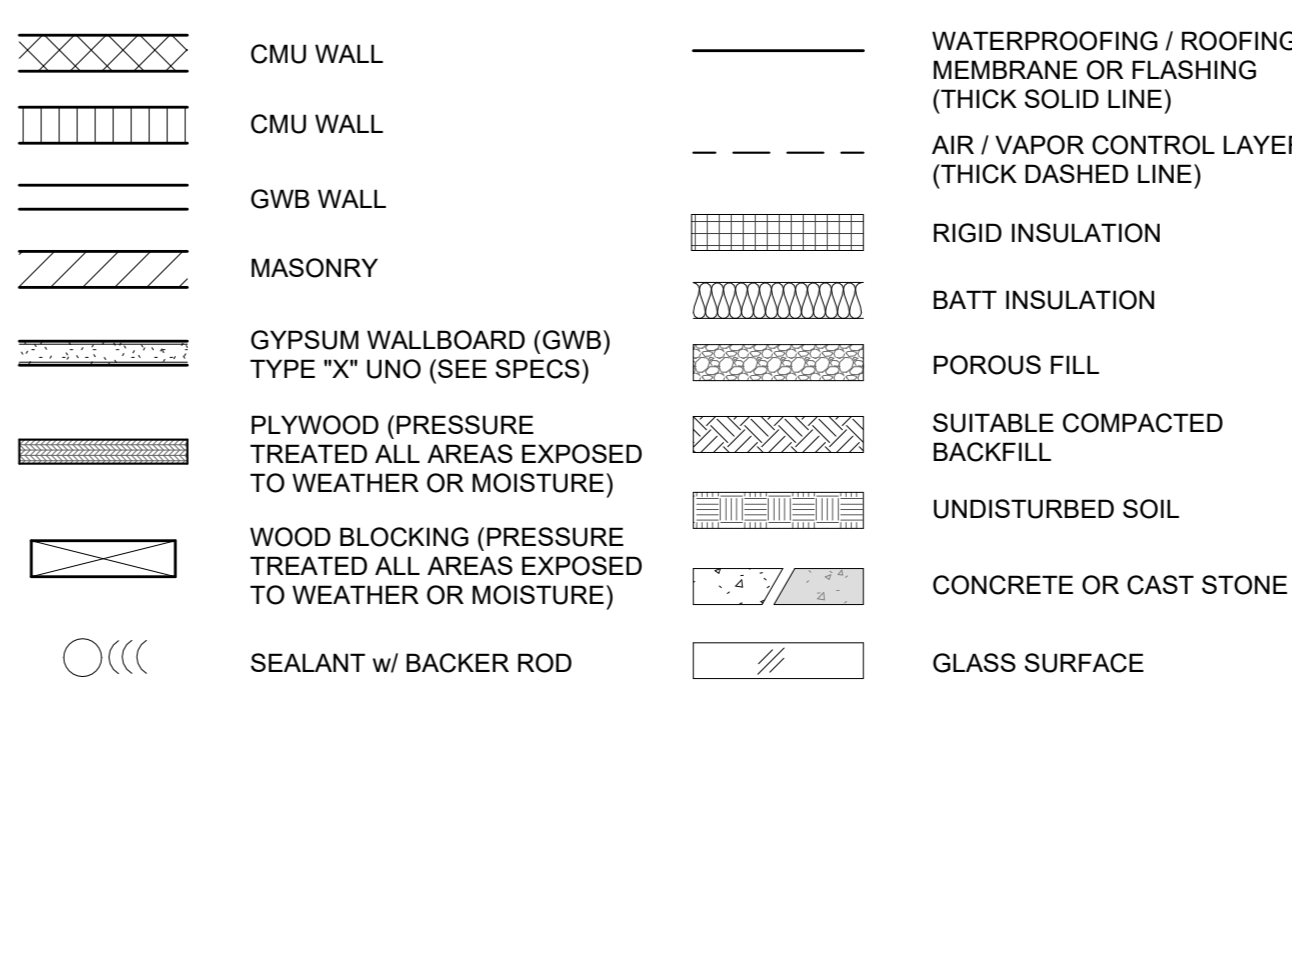 CMU WALL
CMU WALL
GWB WALL
MASONRY
GYPSUM WALLBOARD (GWB)
TYPE "X" UNO (SEE SPECS)
PLYWOOD (PRESSURE
TREATED ALL AREAS EXPOSED
TO WEATHER OR MOISTURE)
WOOD BLOCKING (PRESSURE
TREATED ALL AREAS EXPOSED
TO WEATHER OR MOISTURE)
SEALANT w/ BACKER ROD
WATERPROOFING / ROOFING
MEMBRANE OR FLASHING
(THICK SOLID LINE)
AIR / VAPOR CONTROL LAYER
(THICK DASHED LINE)
RIGID INSULATION
BATT INSULATION
POROUS FILL
SUITABLE COMPACTED
BACKFILL
UNDISTURBED SOIL
CONCRETE OR CAST STONE
GLASS SURFACE